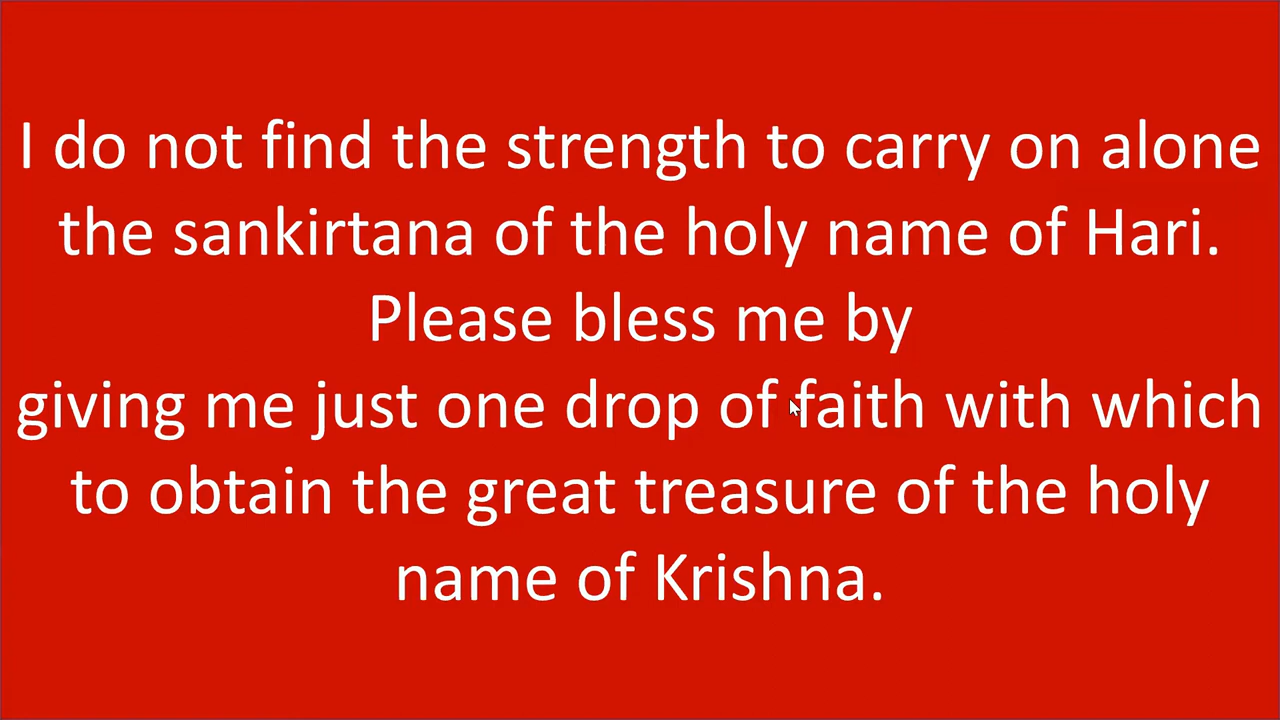 I do not find the strength to carry on alone
the sankirtana of the holy name of Hari.
Please bless me by
giving me just one drop of faith with which
to obtain the great treasure of the holy
name of Krishna.